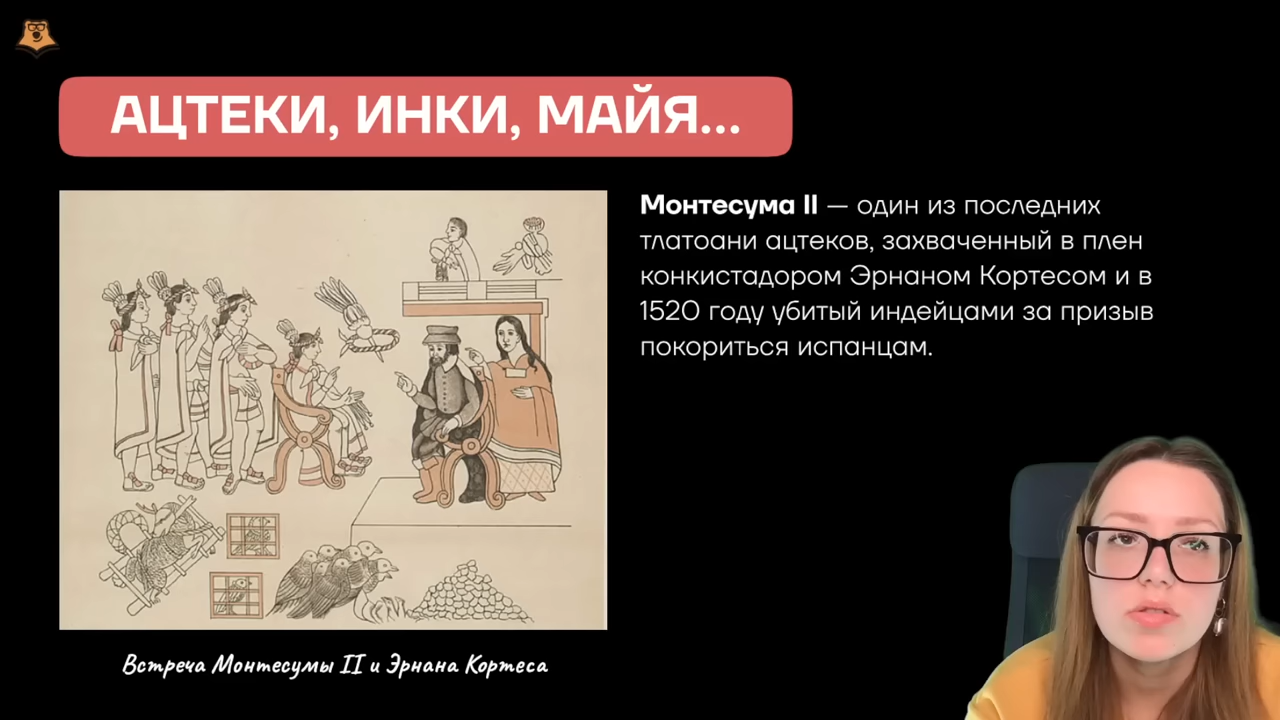 АЦТЕКИ, ИНКИ, МАЙЯ...
Монтесума II — один из последних
тлатоани ацтеков, захваченный в плен
конкистадором Эрнаном Кортесом и в
1520 году убитый индейцами за призыв
покориться испанцам.
Встреча Монтесумы II и Эрнана Кортеса